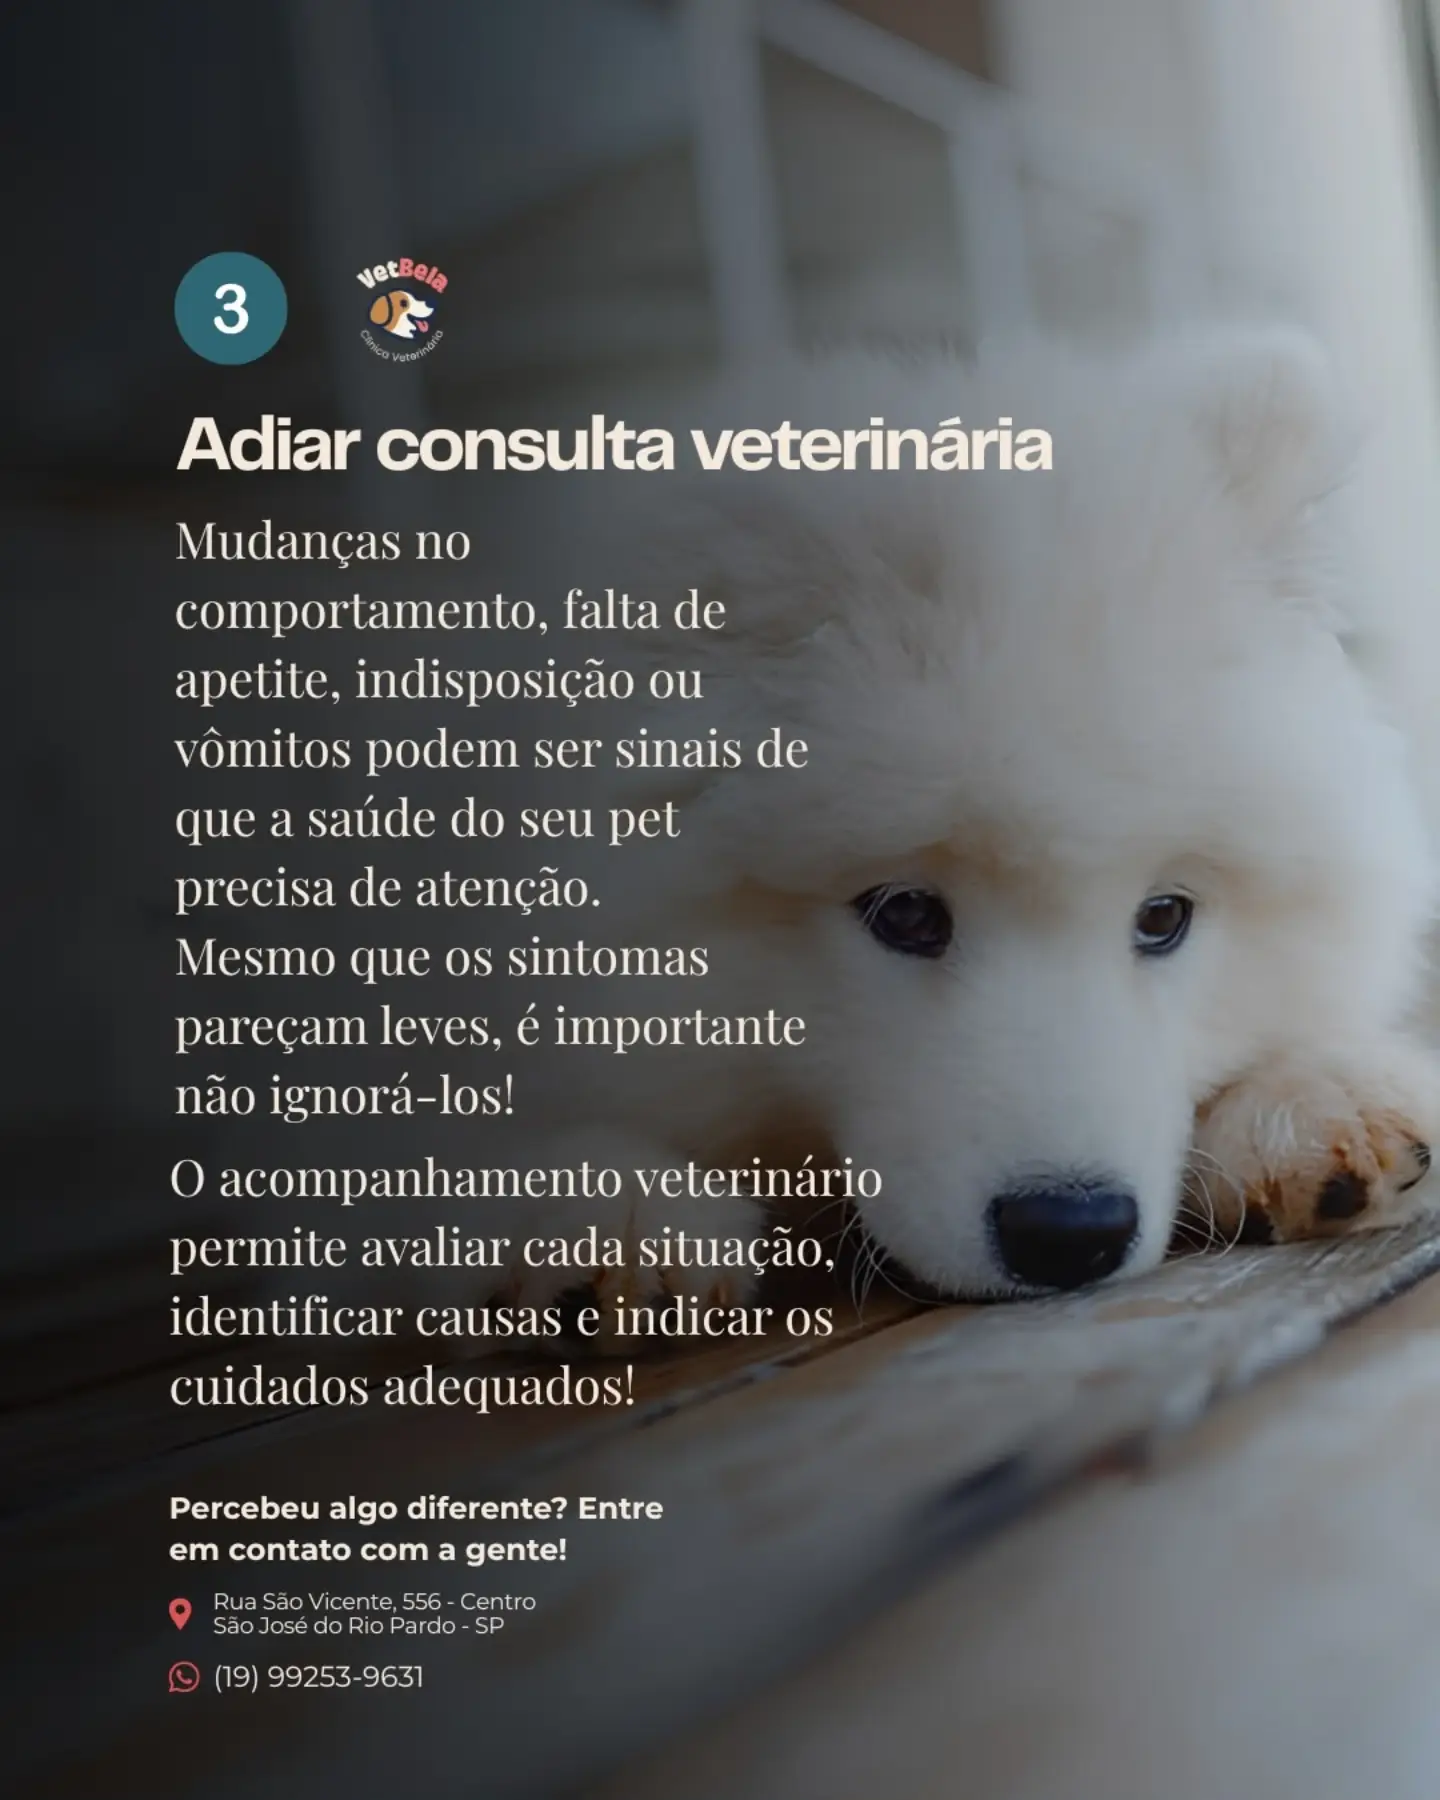 3
VetBela
Clínica Veterinária
Adiar consulta veterinária
Mudanças no
comportamento, falta de
apetite, indisposição ou
vômitos podem ser sinais de
que a saúde do seu pet
precisa de atenção.
Mesmo que os sintomas
pareçam leves, é importante
não ignorá-los!
O acompanhamento veterinário
permite avaliar cada situação,
identificar causas e indicar os
cuidados adequados!
Percebeu algo diferente? Entre
em contato com a gente!
Rua São Vicente, 556 - Centro
São José do Rio Pardo - SP
(19) 99253-9631